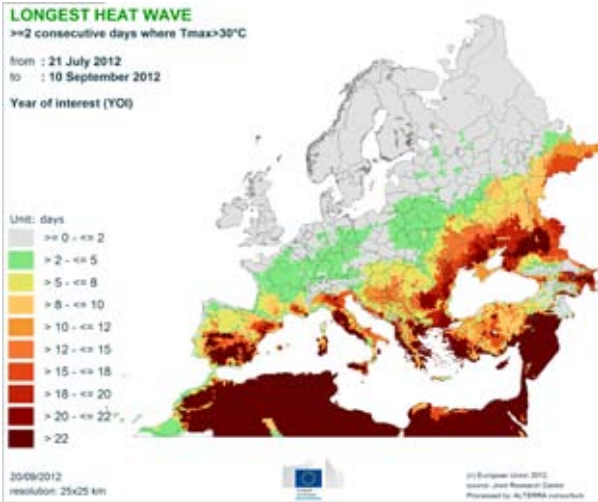 LONGEST HEAT WAVE
>=2 consecutive days where Tmax>30°C
from : 21 July 2012
to : 10 September 2012
Year of interest (YOI)
Unit: days
>= 0 - <= 2
> 2 - <= 5
> 5 - <= 8
> 8 - <= 10
> 10 - <= 12
> 12 - <= 15
> 15 - <= 18
> 18 - <= 20
> 20 - <= 22
> 22
20/09/2012
resolution: 25x25 km
(c) European Union 2012
source: Joint Research Centre
Processed by ALTERRA consortium